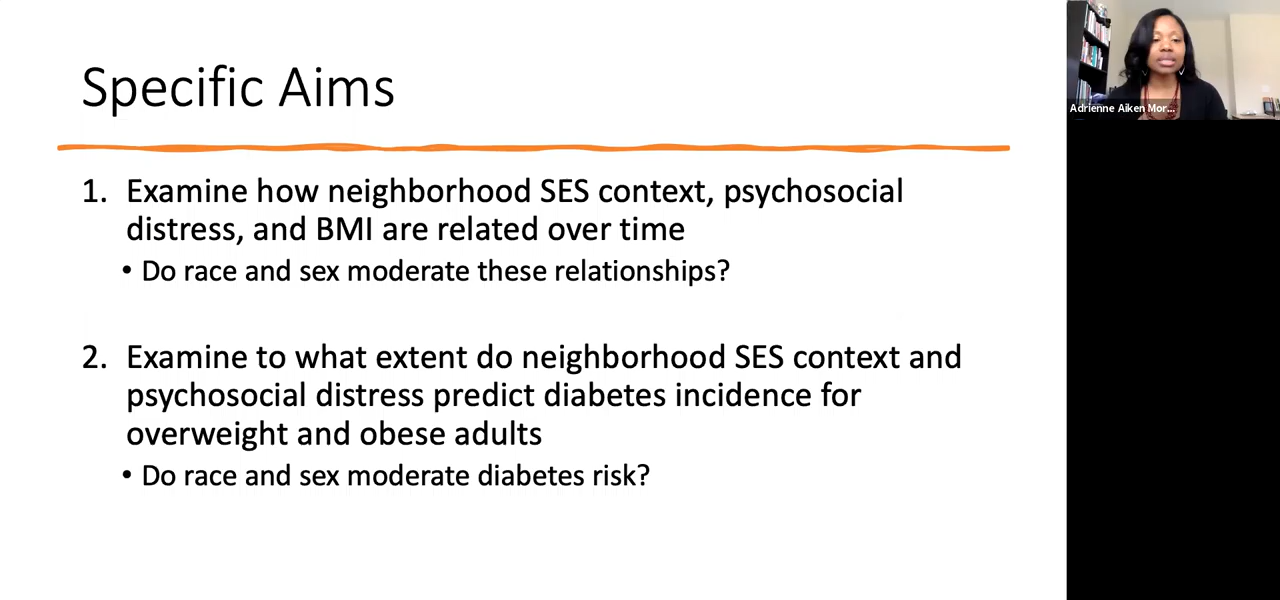 Specific Aims
1. Examine how neighborhood SES context, psychosocial
distress, and BMI are related over time
• Do race and sex moderate these relationships?
2. Examine to what extent do neighborhood SES context and
psychosocial distress predict diabetes incidence for
overweight and obese adults
• Do race and sex moderate diabetes risk?
Adrienne Aiken Mor...